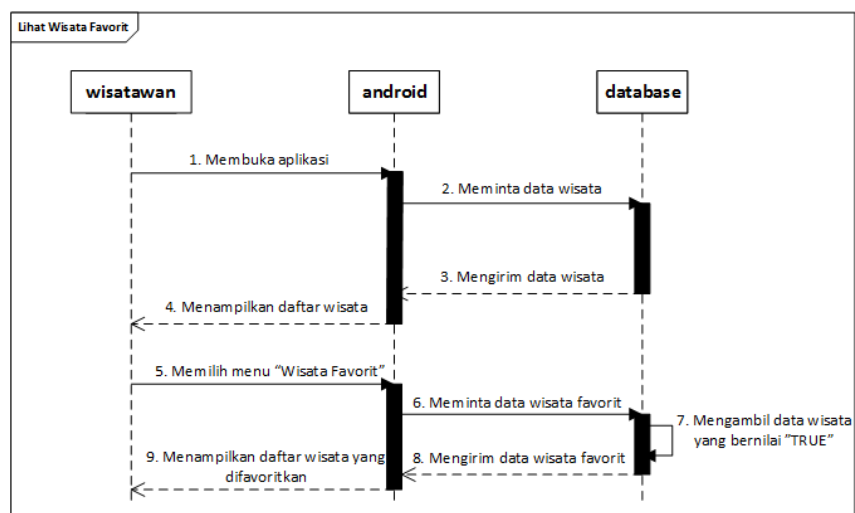 Lihat Wisata Favorit
wisatawan
android
database
1. Membuka aplikasi
2. Meminta data wisata
3. Mengirim data wisata
4. Menampilkan daftar wisata
5. Memilih menu “Wisata Favorit”
6. Meminta data wisata favorit
7. Mengambil data wisata
yang bernilai ”TRUE”
8. Mengirim data wisata favorit
9. Menampilkan daftar wisata yang
difavoritkan